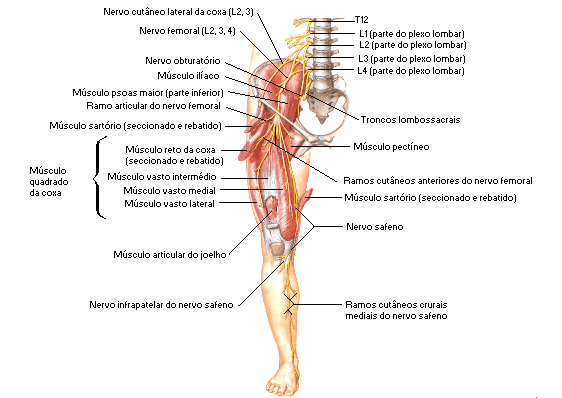 Nervo cutâneo lateral da coxa (L2, 3)
Nervo femoral (L2, 3, 4)
Nervo obturatório
Músculo ilíaco
Músculo psoas maior (parte inferior)
Ramo articular do nervo femoral
Músculo sartório (seccionado e rebatido)
Músculo quadrado da coxa
Músculo reto da coxa
(seccionado e rebatido)
Músculo vasto intermédio
Músculo vasto medial
Músculo vasto lateral
Músculo articular do joelho
Nervo infrapatelar do nervo safeno
T12
L1 (parte do plexo lombar)
L2 (parte do plexo lombar)
L3 (parte do plexo lombar)
L4 (parte do plexo lombar)
Troncos lombossacrais
Músculo pectíneo
Ramos cutâneos anteriores do nervo femoral
Músculo sartório (seccionado e rebatido)
Nervo safeno
Ramos cutâneos crurais
mediais do nervo safeno